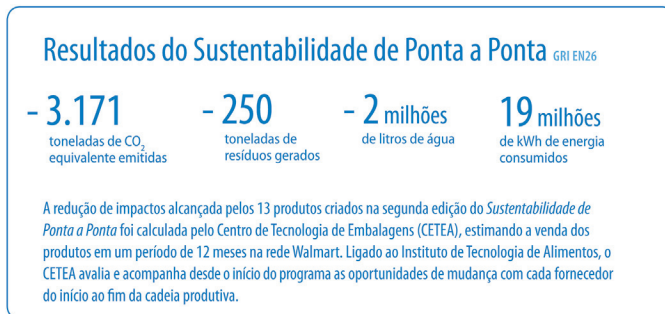 Resultados do Sustentabilidade de Ponta a Ponta GRI EN26
- 3.171
toneladas de CO2
equivalente emitidas
- 250
toneladas de
resíduos gerados
- 2 milhões
de litros de água
19 milhões
de kWh de energia
consumidos
A redução de impactos alcançada pelos 13 produtos criados na segunda edição do Sustentabilidade de
Ponta a Ponta foi calculada pelo Centro de Tecnologia de Embalagens (CETEA), estimando a venda dos
produtos em um período de 12 meses na rede Walmart. Ligado ao Instituto de Tecnologia de Alimentos, o
CETEA avalia e acompanha desde o início do programa as oportunidades de mudança com cada fornecedor
do início ao fim da cadeia produtiva.